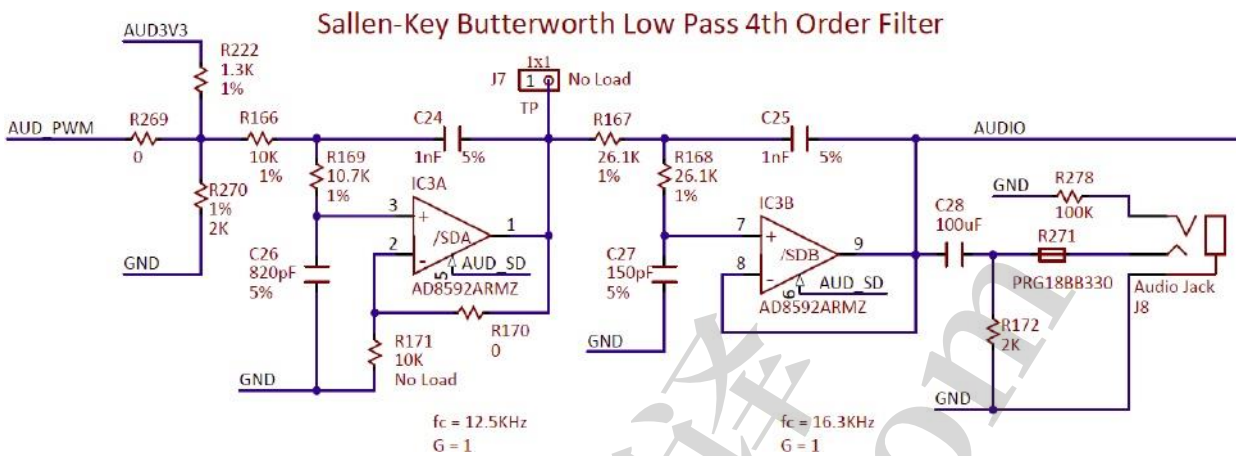 Sallen-Key Butterworth Low Pass 4th Order Filter
AUD3V3
R222
1.3K
1%
1x1
J7
1
No Load
TP
AUD_PWM
R269
0
R166
10K
1%
C24
1nF
5%
R167
26.1K
1%
C25
1nF
5%
AUDIO
R169
10.7K
1%
R168
26.1K
1%
R270
1%
2K
GND
IC3A
3
+
/SDA
1
2
-
5
AUD_SD
AD8592ARMZ
C26
820pF
5%
IC3B
7
+
/SDB
9
8
-
6
AUD_SD
AD8592ARMZ
C27
150pF
5%
GND
C28
100uF
GND
R278
100K
R271
PRG18BB330
Audio Jack
J8
R172
2K
GND
R170
0
R171
10K
No Load
GND
fc = 12.5KHz
G = 1
fc = 16.3KHz
G = 1